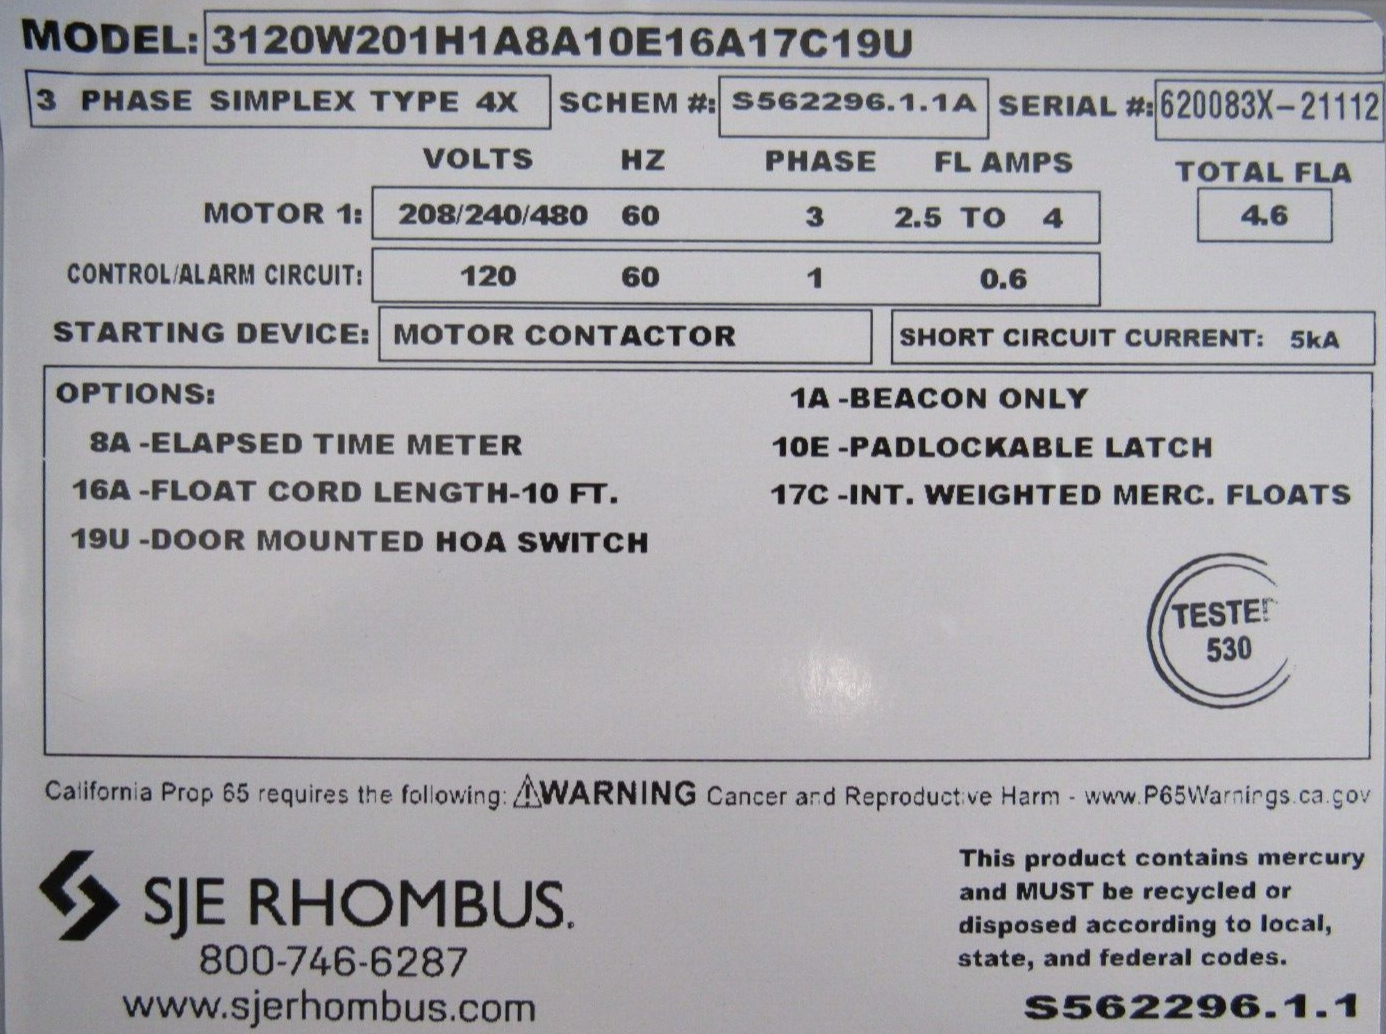 MODEL: 3120W201H1A8A10E16A17C19U
3 PHASE SIMPLEX TYPE 4X SCHEM #: S562296.1.1A SERIAL #: 620083X-21112
VOLTS HZ PHASE FL AMPS TOTAL FLA
MOTOR 1: 208/240/480 60 3 2.5 TO 4 4.6
CONTROL/ALARM CIRCUIT: 120 60 1 0.6
STARTING DEVICE: MOTOR CONTACTOR SHORT CIRCUIT CURRENT: 5kA
OPTIONS: 1A -BEACON ONLY
8A -ELAPSED TIME METER 10E -PADLOCKABLE LATCH
16A -FLOAT CORD LENGTH-10 FT. 17C -INT. WEIGHTED MERC. FLOATS
19U -DOOR MOUNTED HOA SWITCH
TESTED
530
California Prop 65 requires the following: ⚠WARNING Cancer and Reproductive Harm - www.P65Warnings.ca.gov
SJE RHOMBUS.
800-746-6287
www.sjerhombus.com
This product contains mercury
and MUST be recycled or
disposed according to local,
state, and federal codes.
S562296.1.1